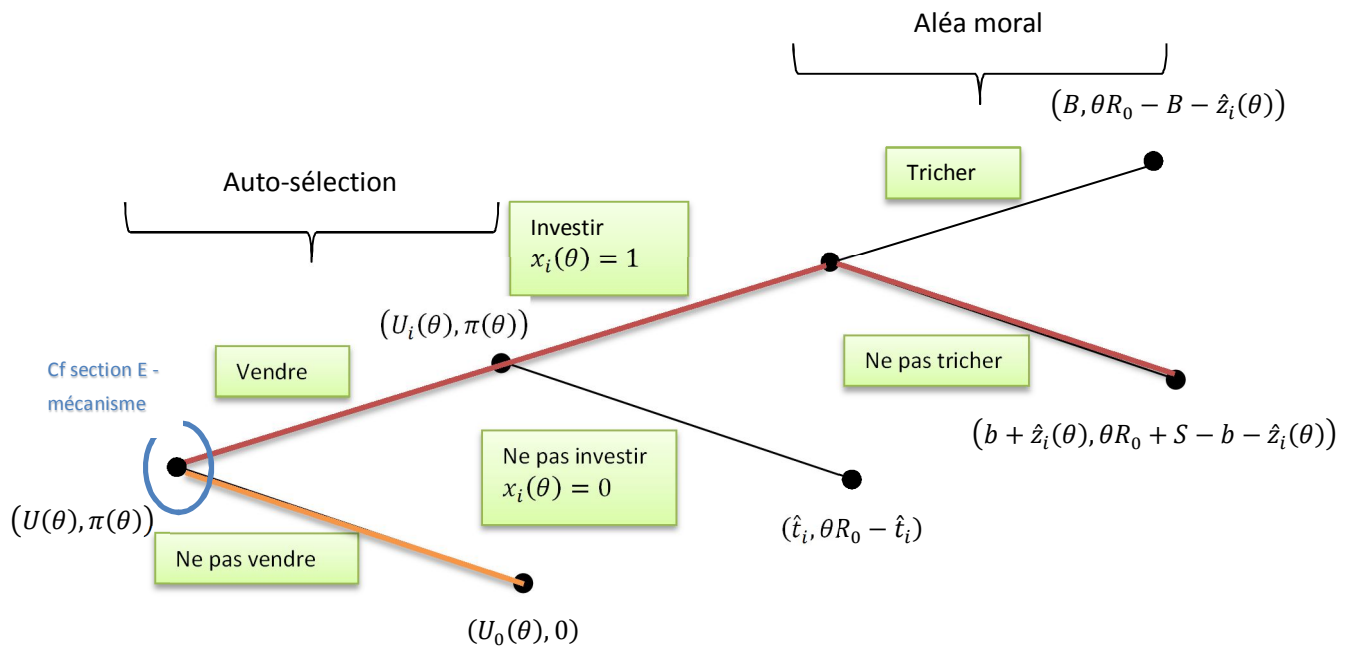 Aléa moral
(B, θR₀ − B − ẑᵢ(θ))
Tricher
Auto-sélection
Investir
xᵢ(θ) = 1
(Uᵢ(θ), π(θ))
Ne pas tricher
Cf section E -
mécanisme
Vendre
(b + ẑᵢ(θ), θR₀ + S − b − ẑᵢ(θ))
Ne pas investir
xᵢ(θ) = 0
(U(θ), π(θ))
(t̂ᵢ, θR₀ − t̂ᵢ)
Ne pas vendre
(U₀(θ), 0)